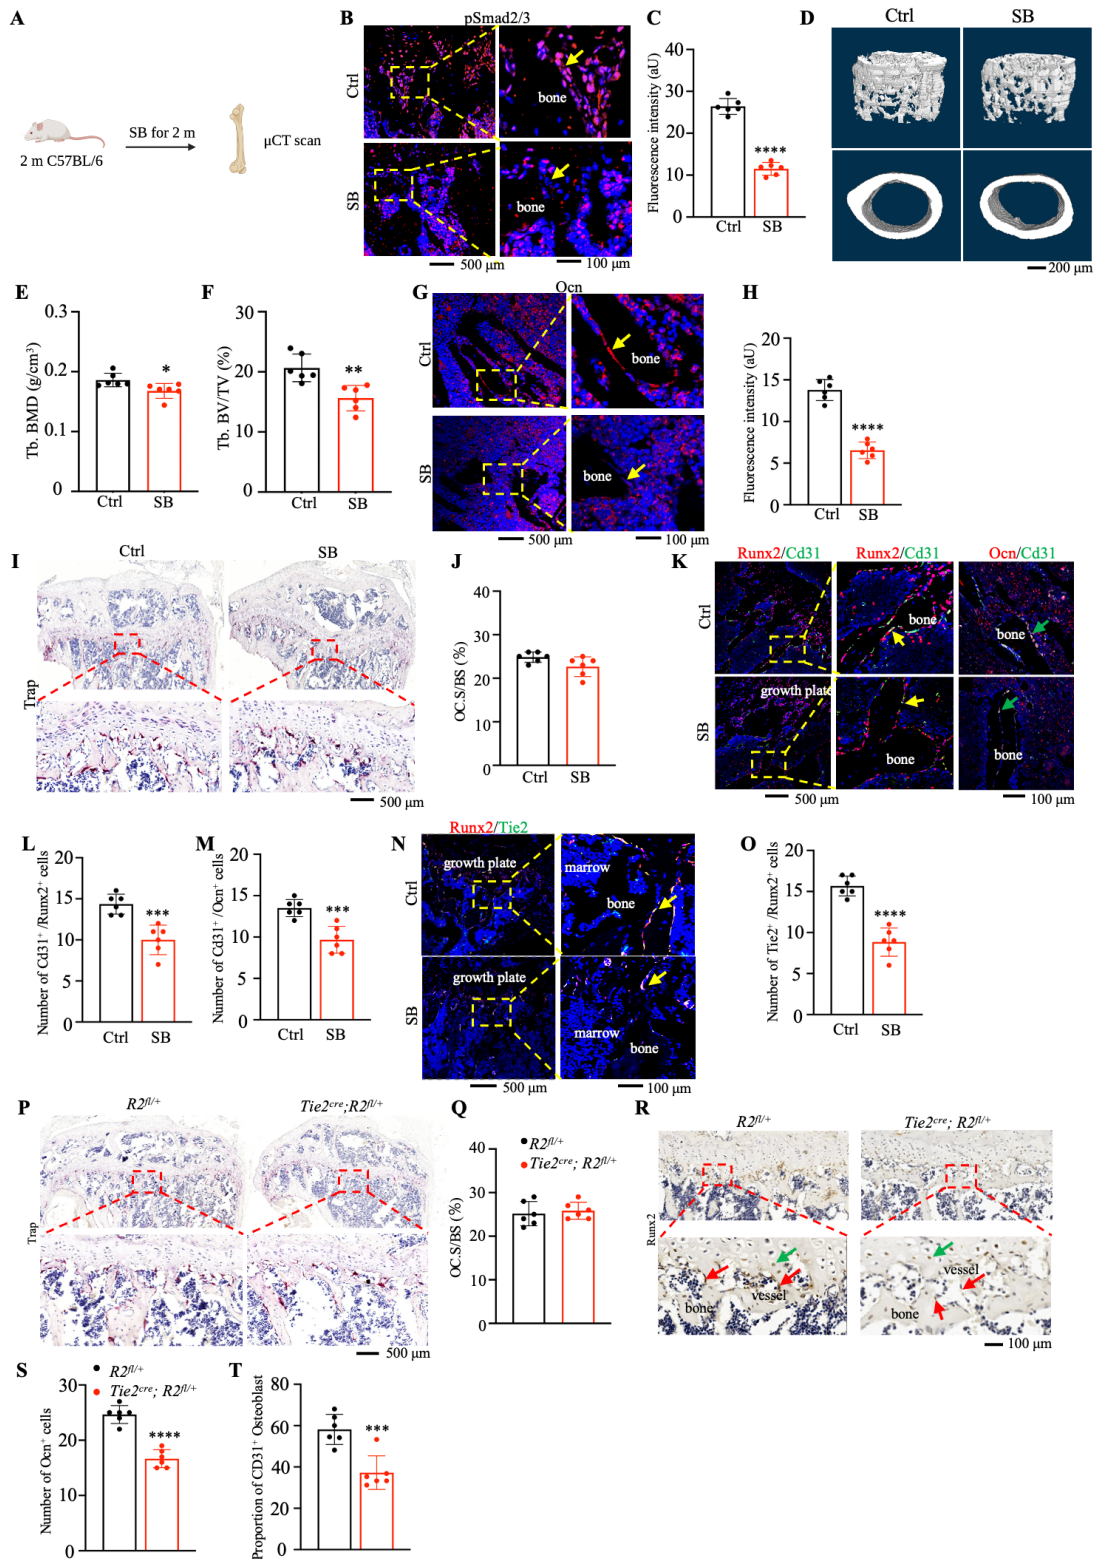 A
SB for 2 m
2 m C57BL/6
μCT scan
B
pSmad2/3
Ctrl
SB
bone
bone
500 μm
100 μm
C
Fluorescence intensity (aU)
40
30
20
10
0
****
Ctrl
SB
D
Ctrl
SB
200 μm
E
Tb. BMD (g/cm³)
0.3
0.2
0.1
0
*
Ctrl
SB
F
Tb. BV/TV (%)
30
20
10
0
**
Ctrl
SB
G
Ocn
Ctrl
SB
bone
bone
500 μm
100 μm
H
Fluorescence intensity (aU)
20
15
10
5
0
****
Ctrl
SB
I
Ctrl
SB
Trap
500 μm
J
OC.S/BS (%)
40
30
20
10
0
Ctrl
SB
K
Runx2/Cd31
Runx2/Cd31
Ocn/Cd31
Ctrl
SB
bone
bone
growth plate
bone
bone
500 μm
100 μm
L
Number of Cd31⁺ /Runx2⁺ cells
20
15
10
5
0
***
Ctrl
SB
M
Number of Cd31⁺ /Ocn⁺ cells
20
15
10
5
0
***
Ctrl
SB
N
Runx2/Tie2
Ctrl
SB
growth plate
marrow
bone
growth plate
marrow
bone
500 μm
100 μm
O
Number of Tie2⁺ /Runx2⁺ cells
20
15
10
5
0
****
Ctrl
SB
P
R2fl/+
Tie2cre;R2fl/+
Trap
500 μm
Q
R2fl/+
Tie2cre; R2fl/+
OC.S/BS (%)
40
30
20
10
0
R
R2fl/+
Tie2cre; R2fl/+
Runx2
vessel
bone
vessel
bone
100 μm
S
R2fl/+
Tie2cre; R2fl/+
Number of Ocn⁺ cells
30
20
10
0
****
T
Proportion of CD31⁺ Osteoblast
80
60
40
20
0
***